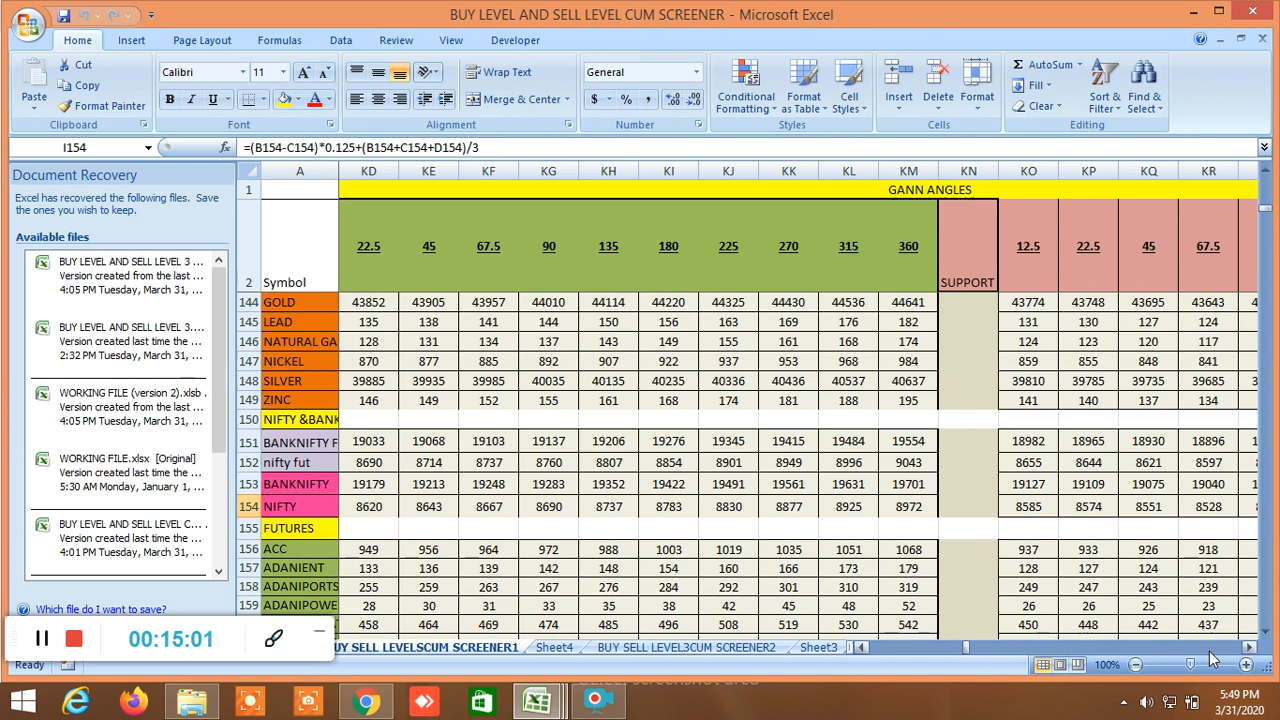 BUY LEVEL AND SELL LEVEL CUM SCREENER - Microsoft Excel
Home Insert Page Layout Formulas Data Review View Developer
Paste Cut Copy Format Painter Clipboard
Calibri 11 B I U Font
Wrap Text Merge & Center Alignment
General $ % , Number
Conditional Formatting Format as Table Cell Styles Styles
Insert Delete Format Cells
AutoSum Fill Clear Sort & Filter Find & Select Editing
I154 fx =(B154-C154)*0.125+(B154+C154+D154)/3
Document Recovery
Excel has recovered the following files. Save
the ones you wish to keep.
Available files
BUY LEVEL AND SELL LEVEL 3 ...
Version created from the last ...
4:05 PM Tuesday, March 31, ...
BUY LEVEL AND SELL LEVEL 3....
Version created last time the ...
2:32 PM Tuesday, March 31, ...
WORKING FILE (version 2).xlsb ..
Version created from the last ...
4:05 PM Tuesday, March 31, ...
WORKING FILE.xlsx [Original]
Version created last time the ...
5:30 AM Monday, January 1, ...
BUY LEVEL AND SELL LEVEL C... .
Version created last time the ...
4:01 PM Tuesday, March 31, ...
Which file do I want to save?
A KD KE KF KG KH KI KJ KK KL KM KN KO KP KQ KR
1 GANN ANGLES
2 Symbol 22.5 45 67.5 90 135 180 225 270 315 360 SUPPORT 12.5 22.5 45 67.5
144 GOLD 43852 43905 43957 44010 44114 44220 44325 44430 44536 44641 43774 43748 43695 43643
145 LEAD 135 138 141 144 150 156 163 169 176 182 131 130 127 124
146 NATURAL GA 128 131 134 137 143 149 155 161 168 174 124 123 120 117
147 NICKEL 870 877 885 892 907 922 937 953 968 984 859 855 848 841
148 SILVER 39885 39935 39985 40035 40135 40235 40336 40436 40537 40637 39810 39785 39735 39685
149 ZINC 146 149 152 155 161 168 174 181 188 195 141 140 137 134
150 NIFTY &BANK
151 BANKNIFTY F 19033 19068 19103 19137 19206 19276 19345 19415 19484 19554 18982 18965 18930 18896
152 nifty fut 8690 8714 8737 8760 8807 8854 8901 8949 8996 9043 8655 8644 8621 8597
153 BANKNIFTY 19179 19213 19248 19283 19352 19422 19491 19561 19631 19701 19127 19109 19075 19040
154 NIFTY 8620 8643 8667 8690 8737 8783 8830 8877 8925 8972 8585 8574 8551 8528
155 FUTURES
156 ACC 949 956 964 972 988 1003 1019 1035 1051 1068 937 933 926 918
157 ADANIENT 133 136 139 142 148 154 160 166 173 179 128 127 124 121
158 ADANIPORTS 255 259 263 267 276 284 292 301 310 319 249 247 243 239
159 ADANIPOWE 28 30 31 33 35 38 42 45 48 52 26 26 25 23
458 464 469 474 485 496 508 519 530 542 450 448 442 437
00:15:01
BUY SELL LEVELSCUM SCREENER1 Sheet4 BUY SELL LEVEL3CUM SCREENER2 Sheet3
Ready 100%
5:49 PM
3/31/2020